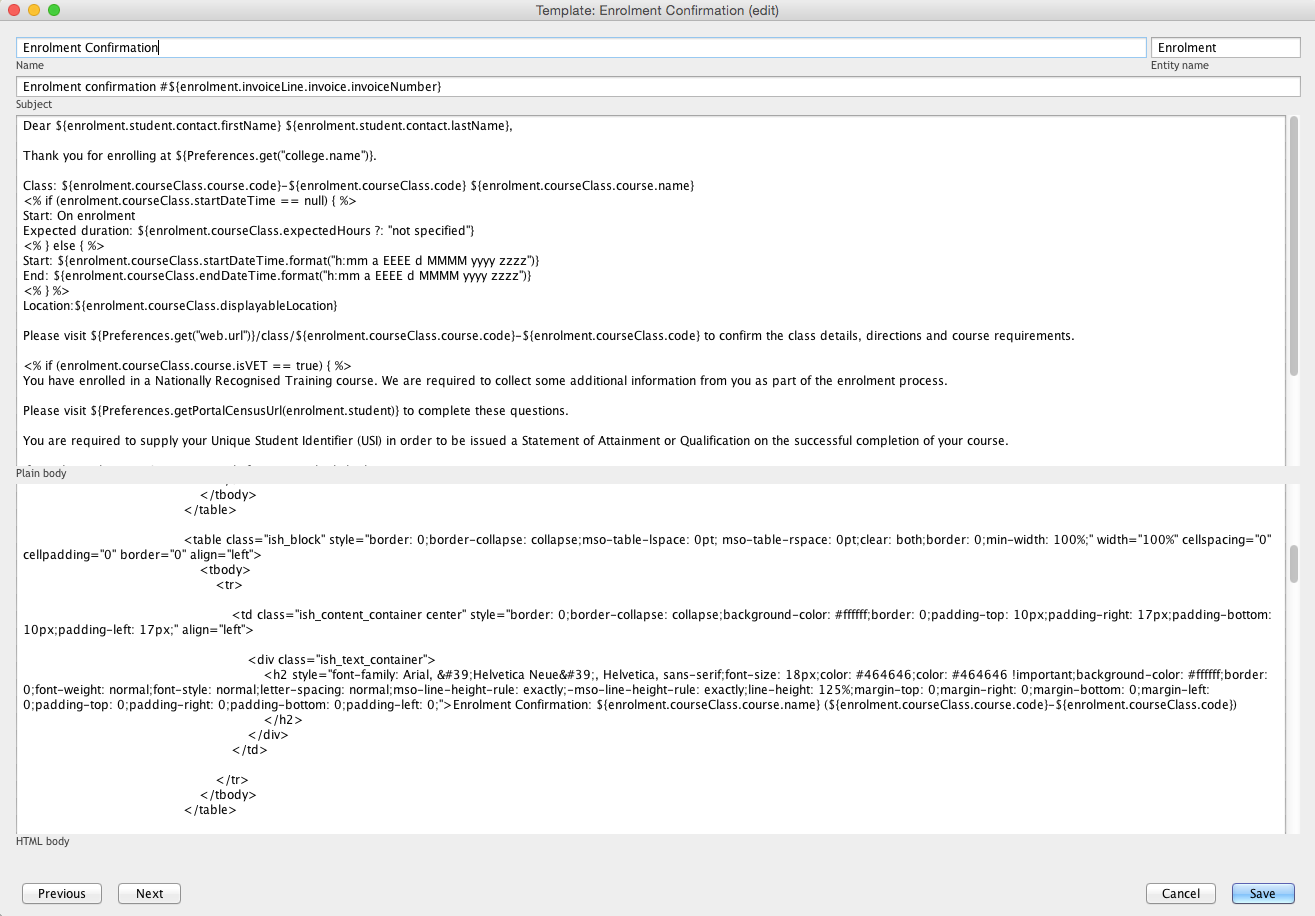 Template: Enrolment Confirmation (edit)
Enrolment Confirmation Enrolment
Name Entity name
Enrolment confirmation #${enrolment.invoiceLine.invoice.invoiceNumber}
Subject
Dear ${enrolment.student.contact.firstName} ${enrolment.student.contact.lastName},
Thank you for enrolling at ${Preferences.get("college.name")}.
Class: ${enrolment.courseClass.course.code}-${enrolment.courseClass.code} ${enrolment.courseClass.course.name}
<% if (enrolment.courseClass.startDateTime == null) { %>
Start: On enrolment
Expected duration: ${enrolment.courseClass.expectedHours ?: "not specified"}
<% } else { %>
Start: ${enrolment.courseClass.startDateTime.format("h:mm a EEEE d MMMM yyyy zzzz")}
End: ${enrolment.courseClass.endDateTime.format("h:mm a EEEE d MMMM yyyy zzzz")}
<% } %>
Location:${enrolment.courseClass.displayableLocation}
Please visit ${Preferences.get("web.url")}/class/${enrolment.courseClass.course.code}-${enrolment.courseClass.code} to confirm the class details, directions and course requirements.
<% if (enrolment.courseClass.course.isVET == true) { %>
You have enrolled in a Nationally Recognised Training course. We are required to collect some additional information from you as part of the enrolment process.
Please visit ${Preferences.getPortalCensusUrl(enrolment.student)} to complete these questions.
You are required to supply your Unique Student Identifier (USI) in order to be issued a Statement of Attainment or Qualification on the successful completion of your course.
Plain body
</tbody>
</table>
<table class="ish_block" style="border: 0;border-collapse: collapse;mso-table-lspace: 0pt; mso-table-rspace: 0pt;clear: both;border: 0;min-width: 100%;" width="100%" cellspacing="0"
cellpadding="0" border="0" align="left">
<tbody>
<tr>
<td class="ish_content_container center" style="border: 0;border-collapse: collapse;background-color: #ffffff;border: 0;padding-top: 10px;padding-right: 17px;padding-bottom:
10px;padding-left: 17px;" align="left">
<div class="ish_text_container">
<h2 style="font-family: Arial, &#39;Helvetica Neue&#39;, Helvetica, sans-serif;font-size: 18px;color: #464646;color: #464646 !important;background-color: #ffffff;border:
0;font-weight: normal;font-style: normal;letter-spacing: normal;mso-line-height-rule: exactly;-mso-line-height-rule: exactly;line-height: 125%;margin-top: 0;margin-right: 0;margin-bottom: 0;margin-left:
0;padding-top: 0;padding-right: 0;padding-bottom: 0;padding-left: 0;">Enrolment Confirmation: ${enrolment.courseClass.course.name} (${enrolment.courseClass.course.code}-${enrolment.courseClass.code})
</h2>
</div>
</td>
</tr>
</tbody>
</table>
HTML body
Previous Next Cancel Save